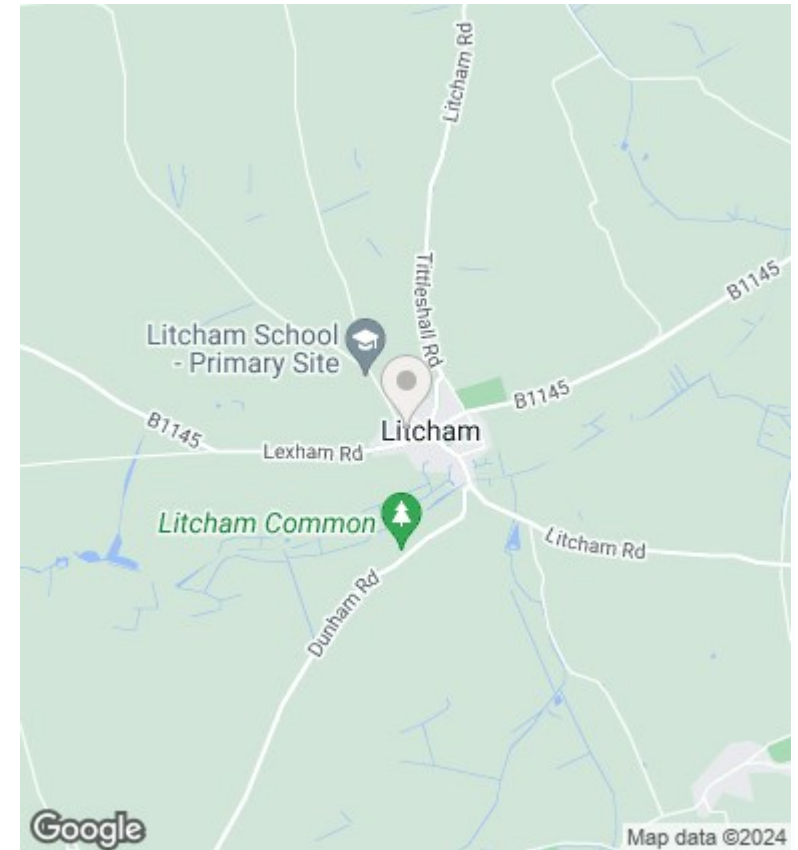 Litcham Rd
B1145
Tittleshall Rd
Litcham School
- Primary Site
B1145
B1145
Litcham
Lexham Rd
Litcham Common
Litcham Rd
Dunham Rd
Google
Map data ©2024